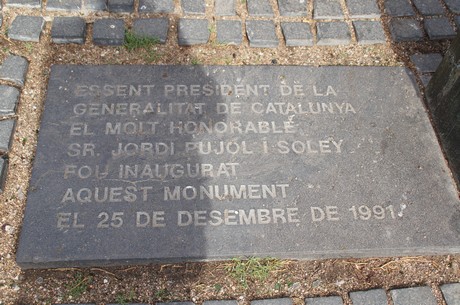 ESSENT PRESIDENT DE LA
GENERALITAT DE CATALUNYA
EL MOLT HONORABLE
SR. JORDI PUJOL I SOLEY
FOU INAUGURAT
AQUEST MONUMENT
EL 25 DE DESEMBRE DE 1991.